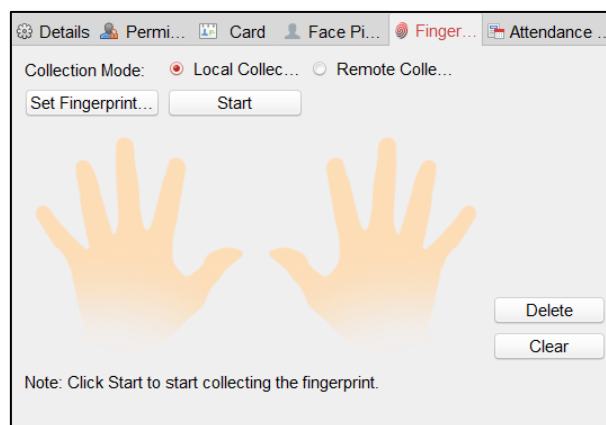 Details Permi... Card Face Pi... Finger... Attendance ..
Collection Mode: Local Collec... Remote Colle...
Set Fingerprint... Start
Delete
Clear
Note: Click Start to start collecting the fingerprint.